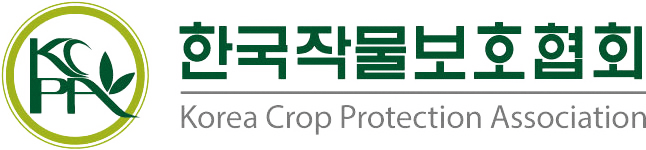 KCPA
한국작물보호협회
Korea Crop Protection Association